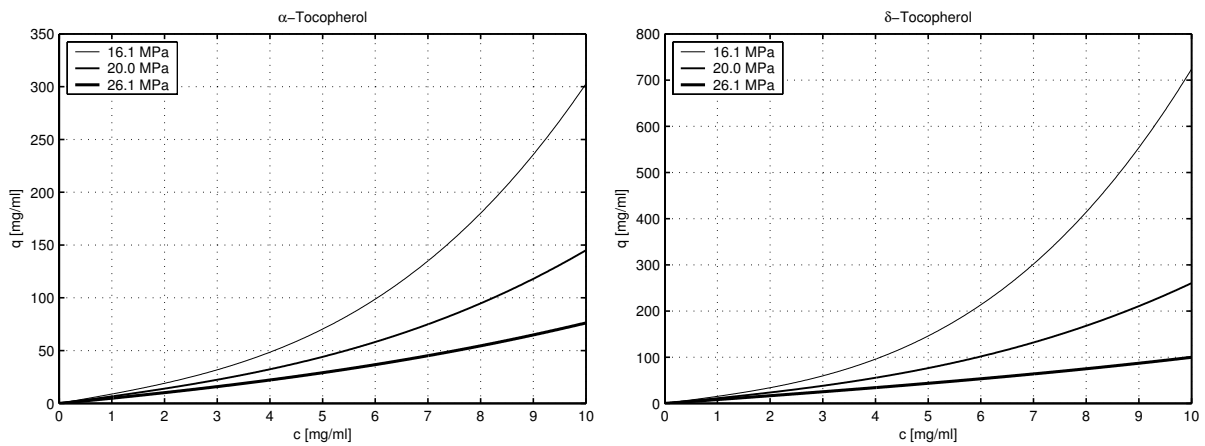 α−Tocopherol
350
300
250
200
150
100
50
0
q [mg/ml]
16.1 MPa
20.0 MPa
26.1 MPa
0 1 2 3 4 5 6 7 8 9 10
c [mg/ml]
δ−Tocopherol
800
700
600
500
400
300
200
100
0
q [mg/ml]
16.1 MPa
20.0 MPa
26.1 MPa
0 1 2 3 4 5 6 7 8 9 10
c [mg/ml]